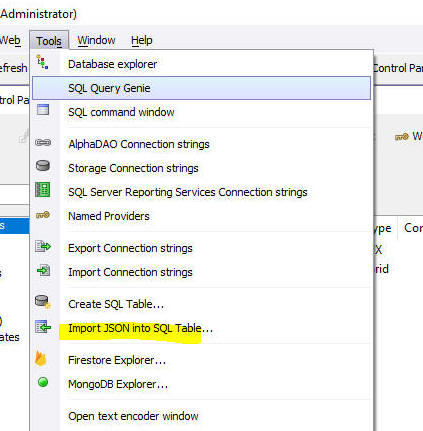 (Administrator)
Web Tools Window Help
efresh
Control Par
ntrol Pa
Database explorer
SQL Query Genie
SQL command window
AlphaDAO Connection strings
Storage Connection strings
SQL Server Reporting Services Connection strings
Named Providers
Export Connection strings
Import Connection strings
Create SQL Table...
Import JSON into SQL Table...
Firestore Explorer...
MongoDB Explorer...
Open text encoder window
W
ype Cor
X
rid
s
s
)
ates